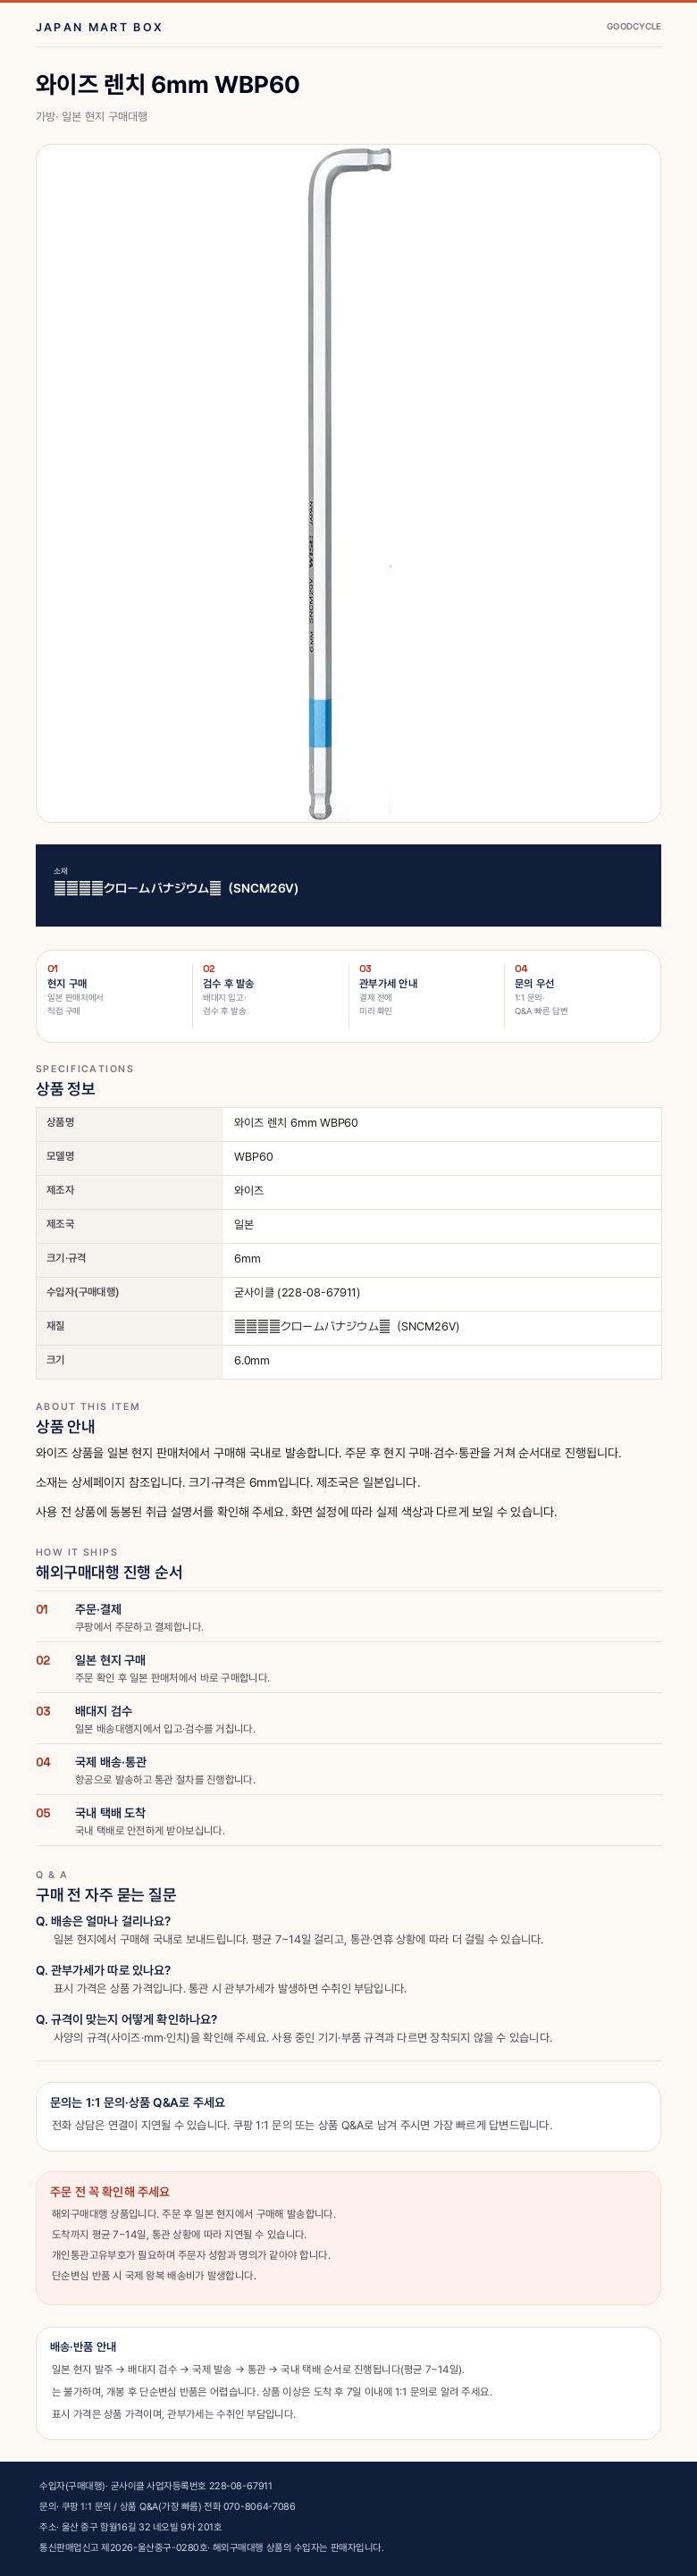 JAPAN MART BOX
GOODCYCLE
와이즈 렌치 6mm WBP60
가방· 일본 현지 구매대행
JAPAN
WISE
SNCM26V
6 MM
소재
クロームバナジウム (SNCM26V)
01
현지 구매
일본 판매처에서
직접 구매
02
검수 후 발송
배대지 입고·
검수 후 발송
03
관부가세 안내
결제 전에
미리 확인
04
문의 우선
1:1 문의·
Q&A 빠른 답변
SPECIFICATIONS
상품 정보
상품명 와이즈 렌치 6mm WBP60
모델명 WBP60
제조자 와이즈
제조국 일본
크기·규격 6mm
수입자(구매대행) 굳사이클 (228-08-67911)
재질 クロームバナジウム (SNCM26V)
크기 6.0mm
ABOUT THIS ITEM
상품 안내
와이즈 상품을 일본 현지 판매처에서 구매해 국내로 발송합니다. 주문 후 현지 구매·검수·통관을 거쳐 순서대로 진행됩니다.
소재는 상세페이지 참조입니다. 크기·규격은 6mm입니다. 제조국은 일본입니다.
사용 전 상품에 동봉된 취급 설명서를 확인해 주세요. 화면 설정에 따라 실제 색상과 다르게 보일 수 있습니다.
HOW IT SHIPS
해외구매대행 진행 순서
01 주문·결제
쿠팡에서 주문하고 결제합니다.
02 일본 현지 구매
주문 확인 후 일본 판매처에서 바로 구매합니다.
03 배대지 검수
일본 배송대행지에서 입고·검수를 거칩니다.
04 국제 배송·통관
항공으로 발송하고 통관 절차를 진행합니다.
05 국내 택배 도착
국내 택배로 안전하게 받아보십니다.
Q & A
구매 전 자주 묻는 질문
Q. 배송은 얼마나 걸리나요?
일본 현지에서 구매해 국내로 보내드립니다. 평균 7~14일 걸리고, 통관·연휴 상황에 따라 더 걸릴 수 있습니다.
Q. 관부가세가 따로 있나요?
표시 가격은 상품 가격입니다. 통관 시 관부가세가 발생하면 수취인 부담입니다.
Q. 규격이 맞는지 어떻게 확인하나요?
사양의 규격(사이즈·mm·인치)을 확인해 주세요. 사용 중인 기기·부품 규격과 다르면 장착되지 않을 수 있습니다.
문의는 1:1 문의·상품 Q&A로 주세요
전화 상담은 연결이 지연될 수 있습니다. 쿠팡 1:1 문의 또는 상품 Q&A로 남겨 주시면 가장 빠르게 답변드립니다.
주문 전 꼭 확인해 주세요
해외구매대행 상품입니다. 주문 후 일본 현지에서 구매해 발송합니다.
도착까지 평균 7~14일, 통관 상황에 따라 지연될 수 있습니다.
개인통관고유부호가 필요하며 주문자 성함과 명의가 같아야 합니다.
단순변심 반품 시 국제 왕복 배송비가 발생합니다.
배송·반품 안내
일본 현지 발주 → 배대지 검수 → 국제 발송 → 통관 → 국내 택배 순서로 진행됩니다(평균 7~14일).
는 불가하며, 개봉 후 단순변심 반품은 어렵습니다. 상품 이상은 도착 후 7일 이내에 1:1 문의로 알려 주세요.
표시 가격은 상품 가격이며, 관부가세는 수취인 부담입니다.
수입자(구매대행)· 굳사이클 사업자등록번호 228-08-67911
문의· 쿠팡 1:1 문의 / 상품 Q&A(가장 빠름) 전화 070-8064-7086
주소· 울산 중구 함월16길 32 네오빌 9차 201호
통신판매업신고 제2026-울산중구-0280호· 해외구매대행 상품의 수입자는 판매자입니다.